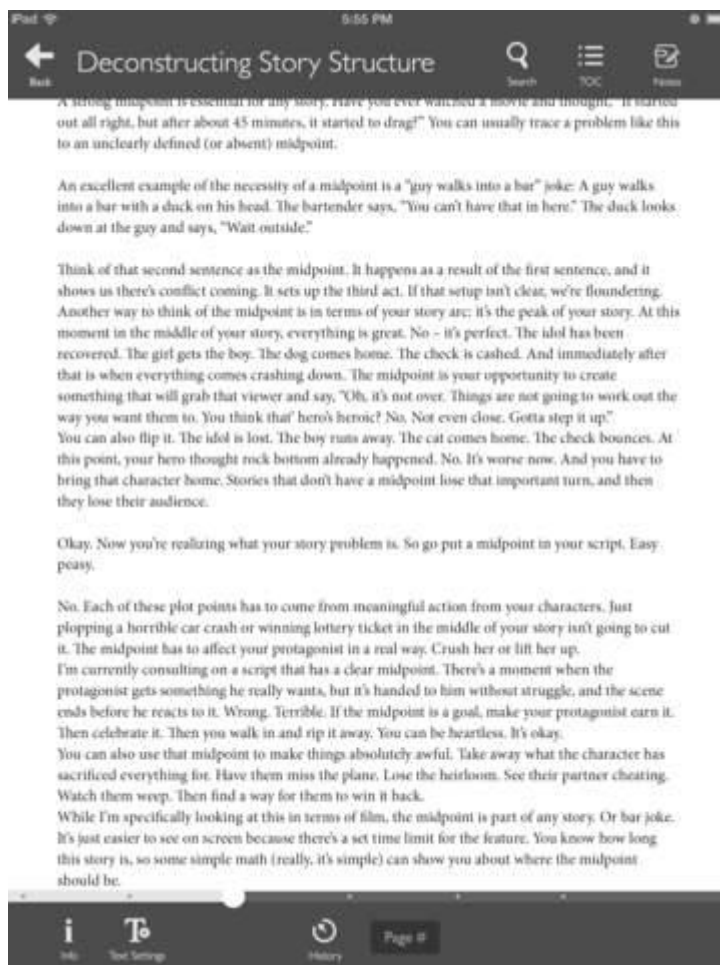 iPad
5:55 PM
Deconstructing Story Structure
Back
Search
TOC
Notes
A strong midpoint is essential for any story. Have you ever watched a movie and thought, "It started
out all right, but after about 45 minutes, it started to drag?" You can usually trace a problem like this
to an unclearly defined (or absent) midpoint.
An excellent example of the necessity of a midpoint is a "guy walks into a bar" joke: A guy walks
into a bar with a duck on his head. The bartender says, "You can't have that in here." The duck looks
down at the guy and says, "Wait outside."
Think of that second sentence as the midpoint. It happens as a result of the first sentence, and it
shows us there's conflict coming. It sets up the third act. If that setup isn't clear, we're floundering.
Another way to think of the midpoint is in terms of your story arc: it's the peak of your story. At this
moment in the middle of your story, everything is great. No – it's perfect. The idol has been
recovered. The girl gets the boy. The dog comes home. The check is cashed. And immediately after
that is when everything comes crashing down. The midpoint is your opportunity to create
something that will grab that viewer and say, "Oh, it's not over. Things are not going to work out the
way you want them to. You think that' hero's heroic? No. Not even close. Gotta step it up."
You can also flip it. The idol is lost. The boy runs away. The cat comes home. The check bounces. At
this point, your hero thought rock bottom already happened. No. It's worse now. And you have to
bring that character home. Stories that don't have a midpoint lose that important turn, and then
they lose their audience.
Okay. Now you're realizing what your story problem is. So go put a midpoint in your script. Easy
peasy.
No. Each of these plot points has to come from meaningful action from your characters. Just
plopping a horrible car crash or winning lottery ticket in the middle of your story isn't going to cut
it. The midpoint has to affect your protagonist in a real way. Crush her or lift her up.
I'm currently consulting on a script that has a clear midpoint. There's a moment when the
protagonist gets something he really wants, but it's handed to him without struggle, and the scene
ends before he reacts to it. Wrong. Terrible. If the midpoint is a goal, make your protagonist earn it.
Then celebrate it. Then you walk in and rip it away. You can be heartless. It's okay.
You can also use that midpoint to make things absolutely awful. Take away what the character has
sacrificed everything for. Have them miss the plane. Lose the heirloom. See their partner cheating.
Watch them weep. Then find a way for them to win it back.
While I'm specifically looking at this in terms of film, the midpoint is part of any story. Or bar joke.
It's just easier to see on screen because there's a set time limit for the feature. You know how long
this story is, so some simple math (really, it's simple) can show you about where the midpoint
should be.
Info
Text Settings
History
Page #